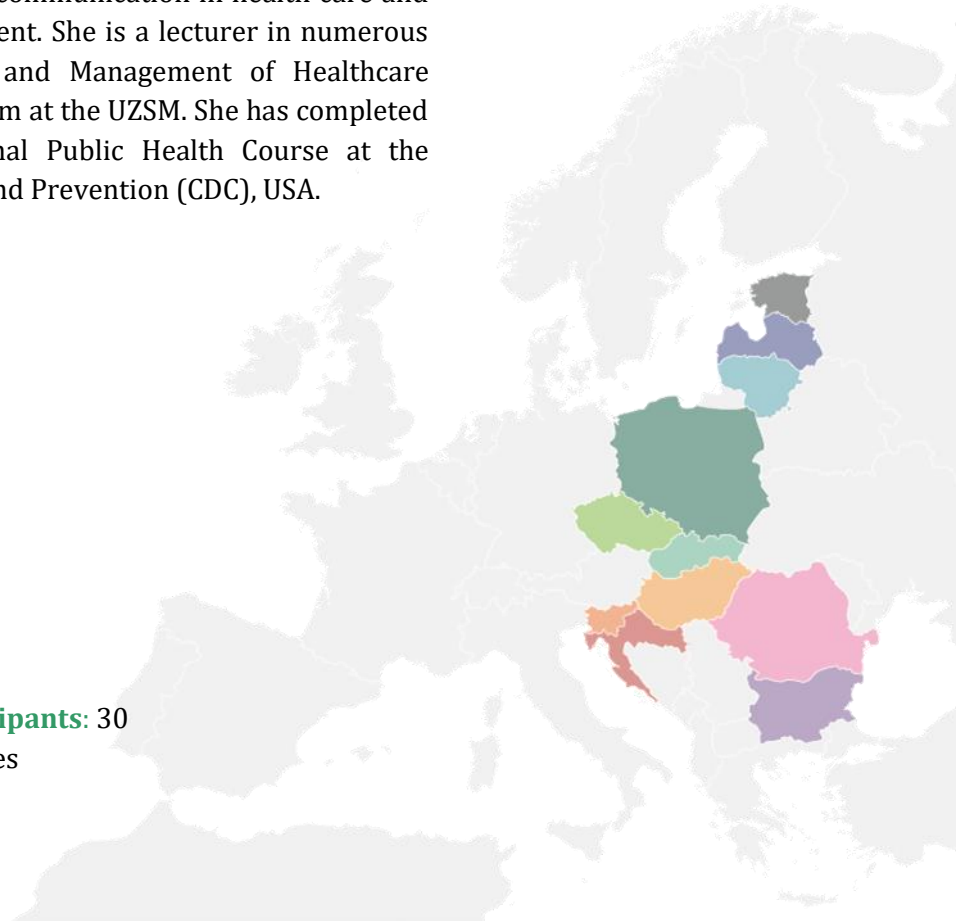 communication in health care and
ent. She is a lecturer in numerous
and Management of Healthcare
m at the UZSM. She has completed
nal Public Health Course at the
nd Prevention (CDC), USA.
ipants: 30
es